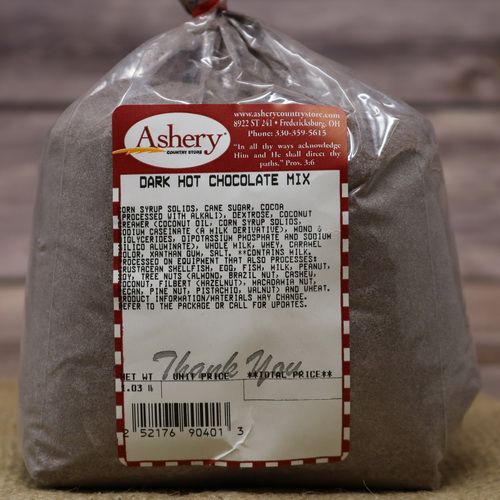 Ashery
COUNTRY STORE
www.asherycountrystore.com
8922 ST 241 • Fredericksburg, OH
Phone: 330-359-5615
"In all thy ways acknowledge
Him and He shall direct thy
paths." Prov. 3:6
DARK HOT CHOCOLATE MIX
CORN SYRUP SOLIDS, CANE SUGAR, COCOA
(PROCESSED WITH ALKALI), DEXTROSE, COCONUT
CREAMER (COCONUT OIL, CORN SYRUP SOLIDS,
SODIUM CASEINATE (A MILK DERIVATIVE), MONO &
DIGLYCERIDES, DIPOTASSIUM PHOSPHATE AND SODIUM
SILICO ALUMINATE), WHOLE MILK, WHEY, CARAMEL
COLOR, XANTHAN GUM, SALT, **CONTAINS MILK**
PROCESSED ON EQUIPMENT THAT ALSO PROCESSES:
CRUSTACEAN SHELLFISH, EGG, FISH, MILK, PEANUT,
SOY, TREE NUTS (ALMOND, BRAZIL NUT, CASHEW,
COCONUT, FILBERT (HAZELNUT), MACADAMIA NUT,
PECAN, PINE NUT, PISTACHIO, WALNUT) AND WHEAT.
PRODUCT INFORMATION/MATERIALS MAY CHANGE.
REFER TO THE PACKAGE OR CALL FOR UPDATES.
Thank You
NET WT UNIT PRICE **TOTAL PRICE**
1.03 lb
2 52176 90401 3